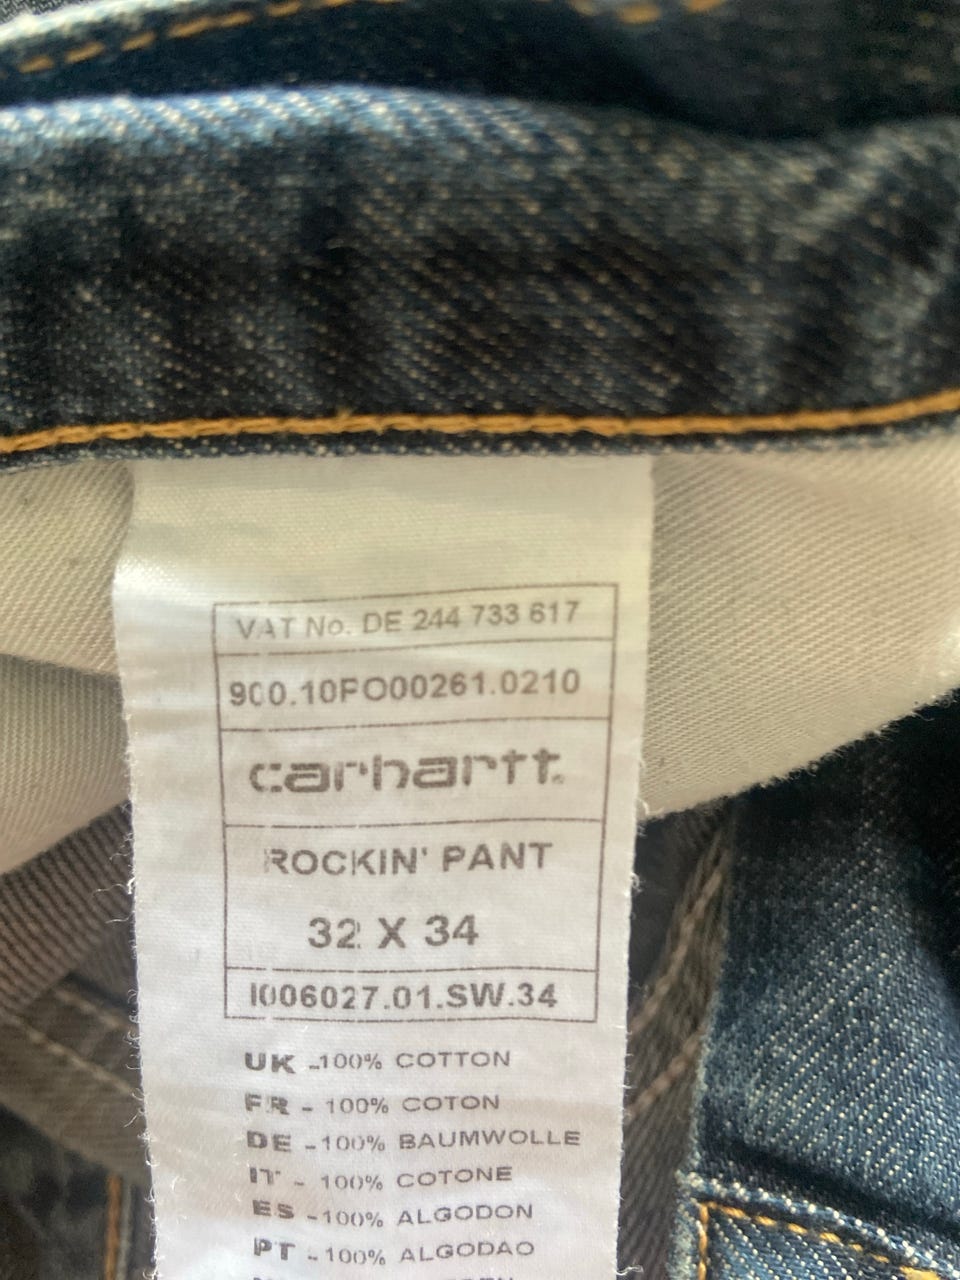 VAT No. DE 244 733 617
900.10PO00261.0210
carhartt.
ROCKIN' PANT
32 X 34
I006027.01.SW.34
UK -100% COTTON
FR - 100% COTON
DE -100% BAUMWOLLE
IT - 100% COTONE
ES -100% ALGODON
PT -100% ALGODAO